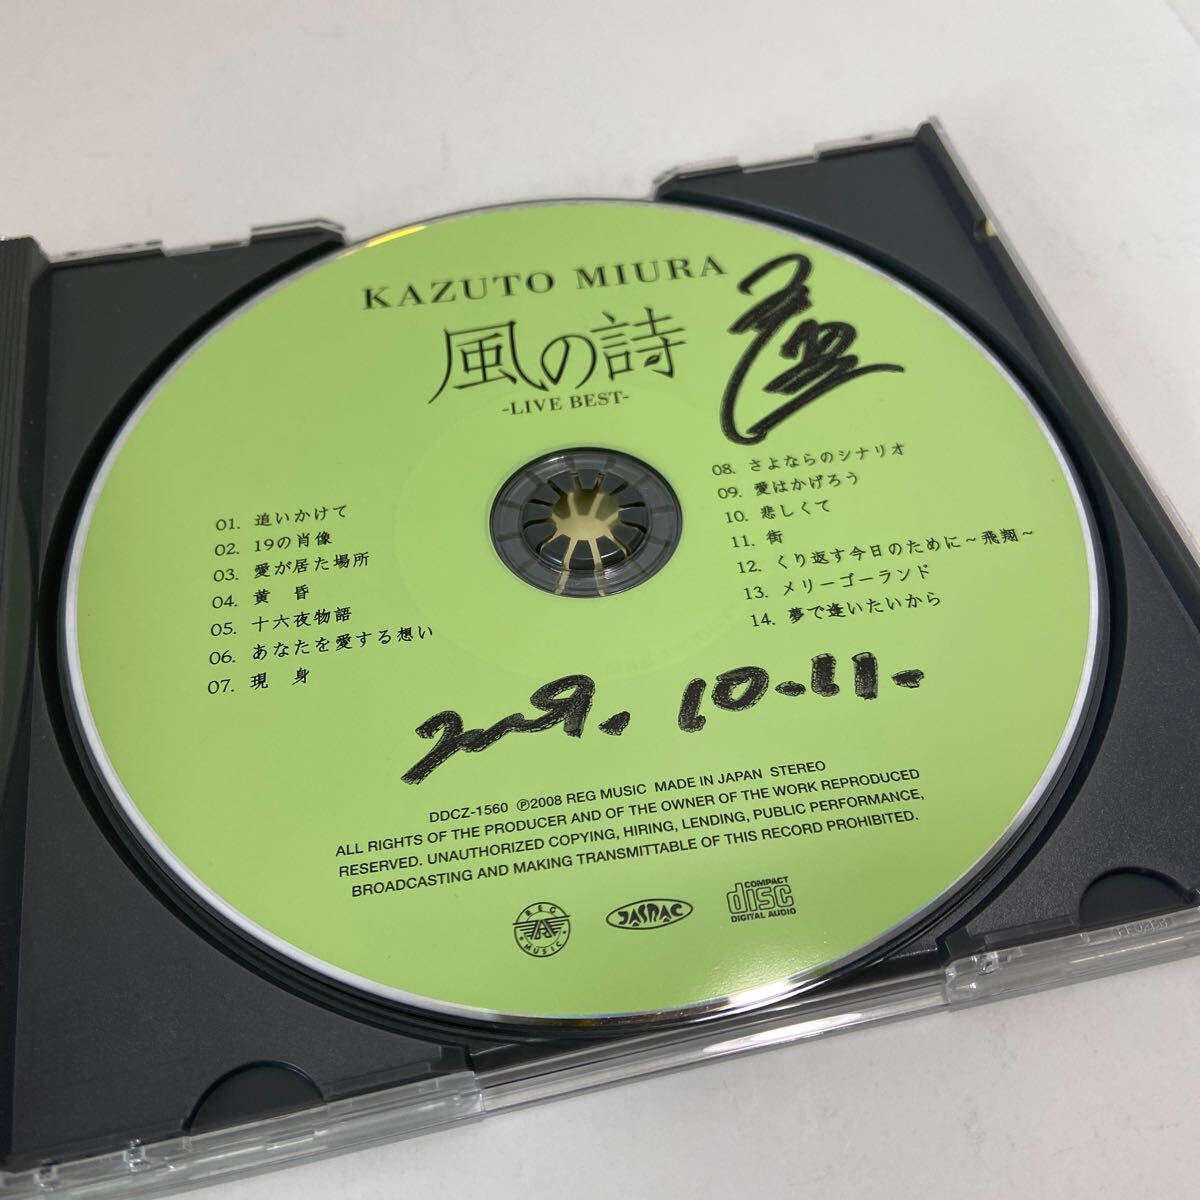 KAZUTO MIURA
風の詩
-LIVE BEST-
01. 追いかけて
02. 19の肖像
03. 愛が居た場所
04. 黄 昏
05. 十六夜物語
06. あなたを愛する想い
07. 現 身
08. さよならのシナリオ
09. 愛はかげろう
10. 悲しくて
11. 街
12. くり返す今日のために～飛翔～
13. メリーゴーランド
14. 夢で逢いたいから
2009. 10.11.
DDCZ-1560 ℗2008 REG MUSIC MADE IN JAPAN STEREO
ALL RIGHTS OF THE PRODUCER AND OF THE OWNER OF THE WORK REPRODUCED
RESERVED. UNAUTHORIZED COPYING, HIRING, LENDING, PUBLIC PERFORMANCE,
BROADCASTING AND MAKING TRANSMITTABLE OF THIS RECORD PROHIBITED.
REG
MUSIC
JASRAC
COMPACT
disc
DIGITAL AUDIO